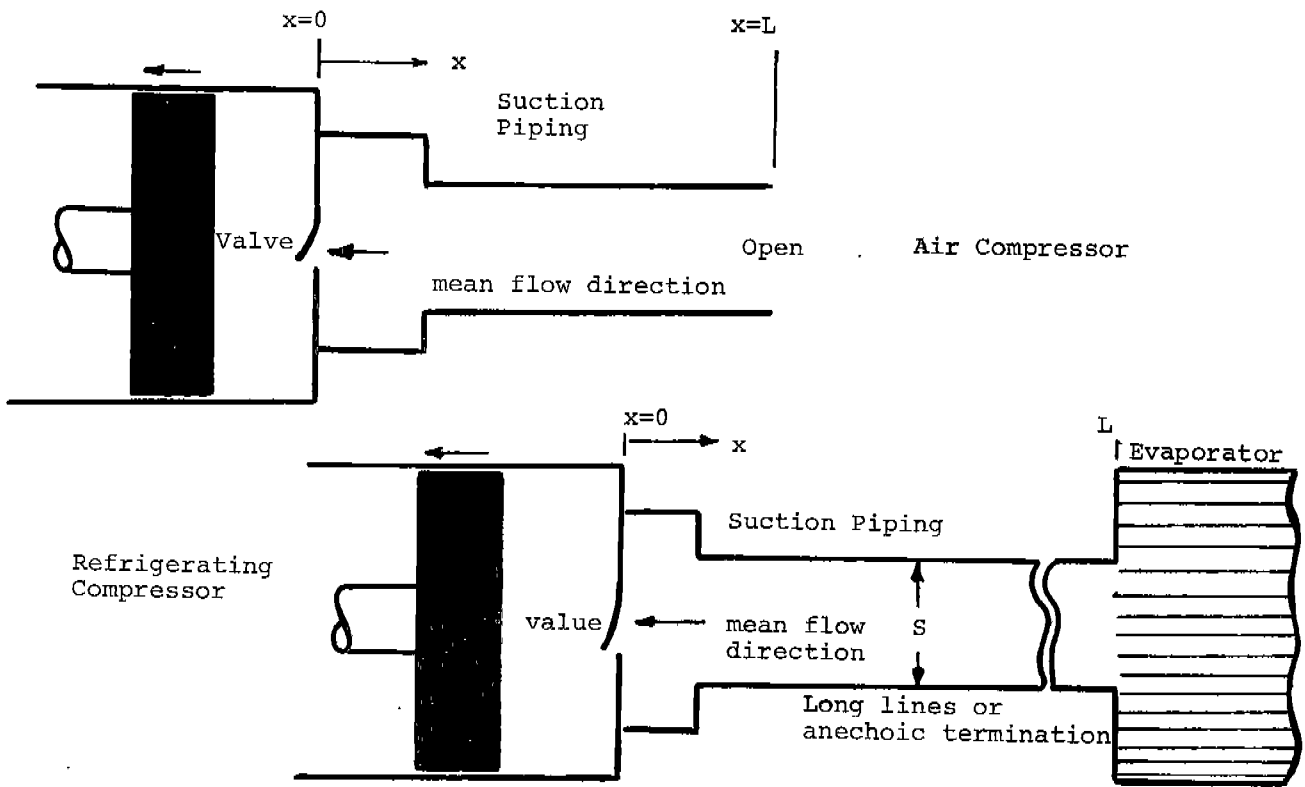 x=0
x=L
x
Suction
Piping
Valve
Open . Air Compressor
mean flow direction
x=0
x
L
Evaporator
Suction Piping
Refrigerating
Compressor
value
mean flow
direction
S
Long lines or
anechoic termination